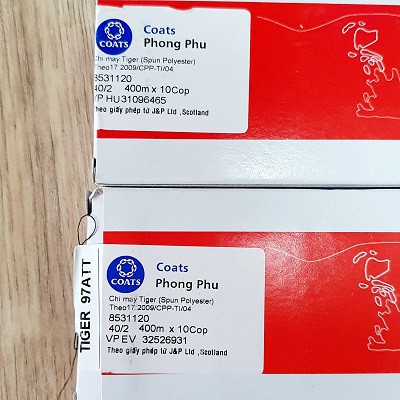 COATS
Coats
Phong Phu
Chỉ may Tiger (Spun Polyester)
Theo17:2009/CPP-TI/04
8531120
40/2 400m x 10Cop
VP HU31096465
Theo giấy phép từ J&P Ltd ,Scotland
COATS
Coats
Phong Phu
Chỉ may Tiger (Spun Polyester)
Theo17:2009/CPP-TI/04
8531120
40/2 400m x 10Cop
VP EV 32526931
Theo giấy phép từ J&P Ltd ,Scotland
TIGER 97ATT